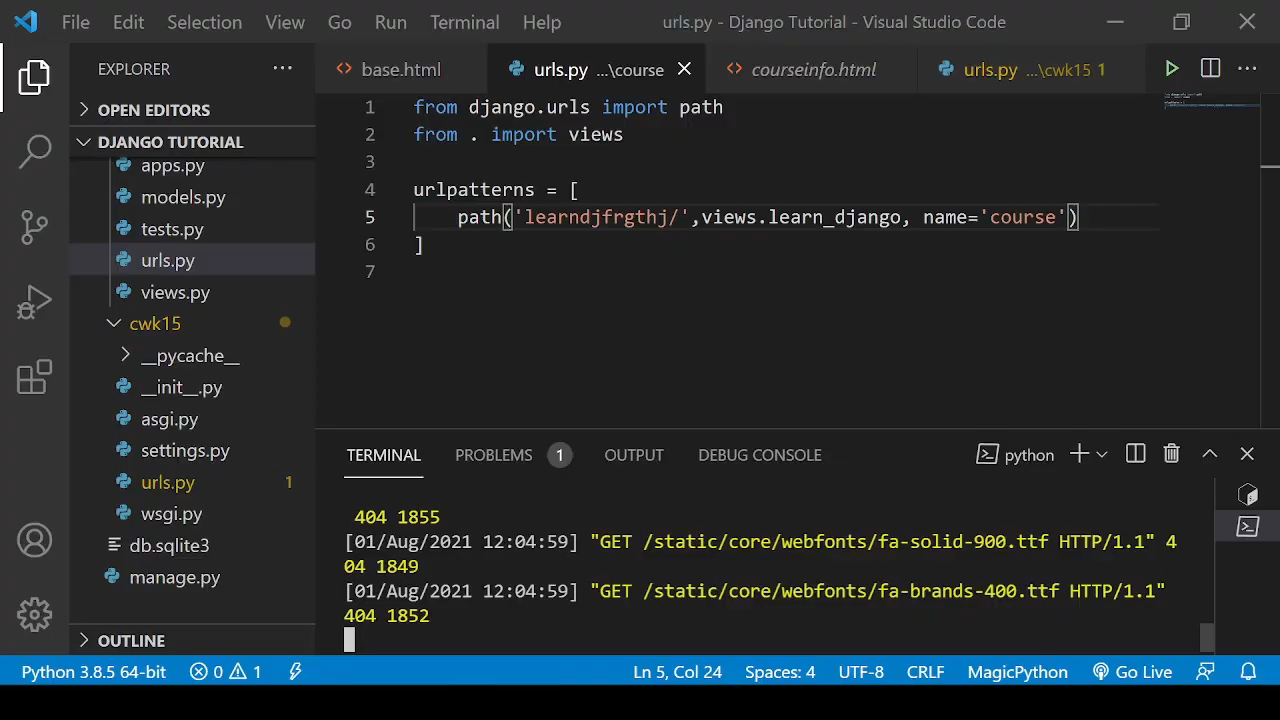 File Edit Selection View Go Run Terminal Help urls.py - Django Tutorial - Visual Studio Code
EXPLORER
base.html urls.py ...\course courseinfo.html urls.py ...\cwk15 1
OPEN EDITORS
DJANGO TUTORIAL
apps.py
models.py
tests.py
urls.py
views.py
cwk15
__pycache__
__init__.py
asgi.py
settings.py
urls.py 1
wsgi.py
db.sqlite3
manage.py
OUTLINE
1 from django.urls import path
2 from . import views
3
4 urlpatterns = [
5 path('learndjfrgthj/',views.learn_django, name='course')
6 ]
7
TERMINAL PROBLEMS 1 OUTPUT DEBUG CONSOLE python
404 1855
[01/Aug/2021 12:04:59] "GET /static/core/webfonts/fa-solid-900.ttf HTTP/1.1" 4
04 1849
[01/Aug/2021 12:04:59] "GET /static/core/webfonts/fa-brands-400.ttf HTTP/1.1"
404 1852
Python 3.8.5 64-bit 0 1 Ln 5, Col 24 Spaces: 4 UTF-8 CRLF MagicPython Go Live